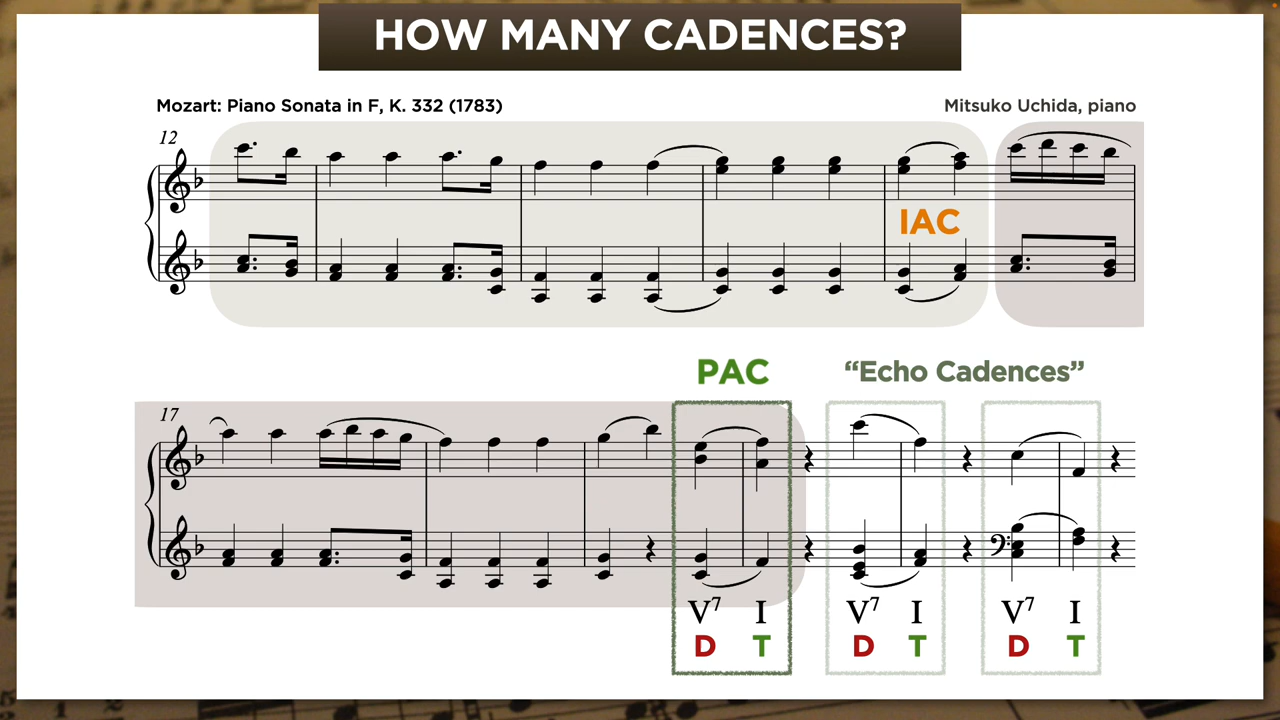 HOW MANY CADENCES?
Mozart: Piano Sonata in F, K. 332 (1783)
Mitsuko Uchida, piano
12
IAC
PAC
“Echo Cadences”
17
V7 I V7 I V7 I
D T D T D T